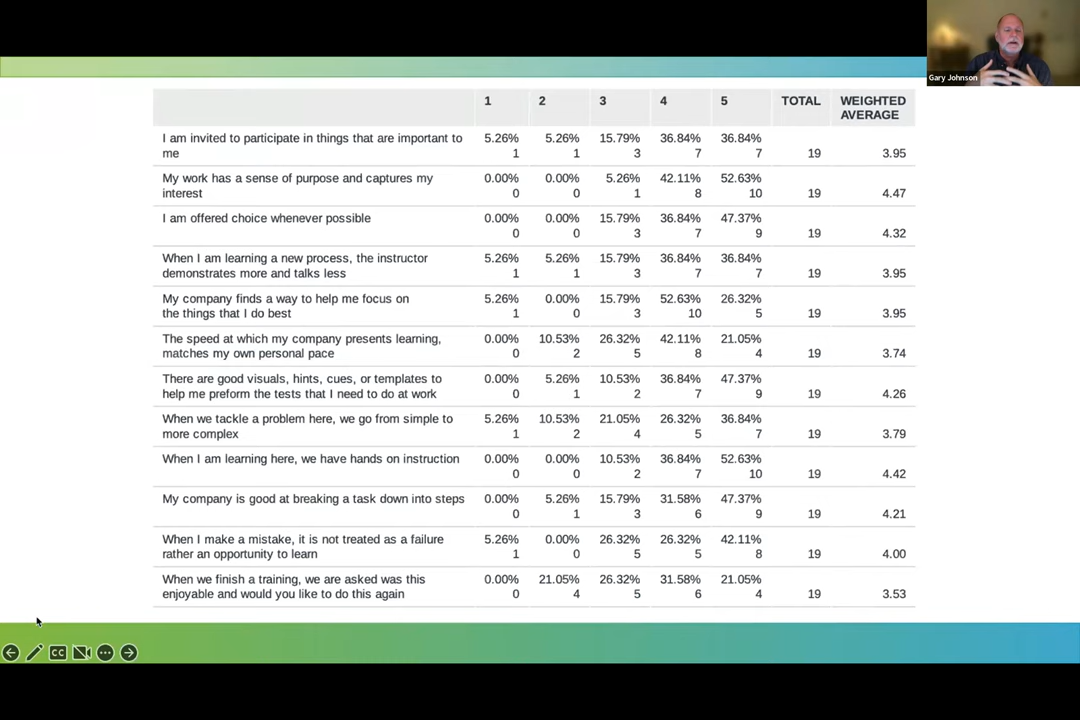 Gary Johnson
1 2 3 4 5 TOTAL WEIGHTED
AVERAGE
I am invited to participate in things that are important to 5.26% 5.26% 15.79% 36.84% 36.84%
me 1 1 3 7 7 19 3.95
My work has a sense of purpose and captures my 0.00% 0.00% 5.26% 42.11% 52.63%
interest 0 0 1 8 10 19 4.47
I am offered choice whenever possible 0.00% 0.00% 15.79% 36.84% 47.37%
0 0 3 7 9 19 4.32
When I am learning a new process, the instructor 5.26% 5.26% 15.79% 36.84% 36.84%
demonstrates more and talks less 1 1 3 7 7 19 3.95
My company finds a way to help me focus on 5.26% 0.00% 15.79% 52.63% 26.32%
the things that I do best 1 0 3 10 5 19 3.95
The speed at which my company presents learning, 0.00% 10.53% 26.32% 42.11% 21.05%
matches my own personal pace 0 2 5 8 4 19 3.74
There are good visuals, hints, cues, or templates to 0.00% 5.26% 10.53% 36.84% 47.37%
help me preform the tests that I need to do at work 0 1 2 7 9 19 4.26
When we tackle a problem here, we go from simple to 5.26% 10.53% 21.05% 26.32% 36.84%
more complex 1 2 4 5 7 19 3.79
When I am learning here, we have hands on instruction 0.00% 0.00% 10.53% 36.84% 52.63%
0 0 2 7 10 19 4.42
My company is good at breaking a task down into steps 0.00% 5.26% 15.79% 31.58% 47.37%
0 1 3 6 9 19 4.21
When I make a mistake, it is not treated as a failure 5.26% 0.00% 26.32% 26.32% 42.11%
rather an opportunity to learn 1 0 5 5 8 19 4.00
When we finish a training, we are asked was this 0.00% 21.05% 26.32% 31.58% 21.05%
enjoyable and would you like to do this again 0 4 5 6 4 19 3.53
CC